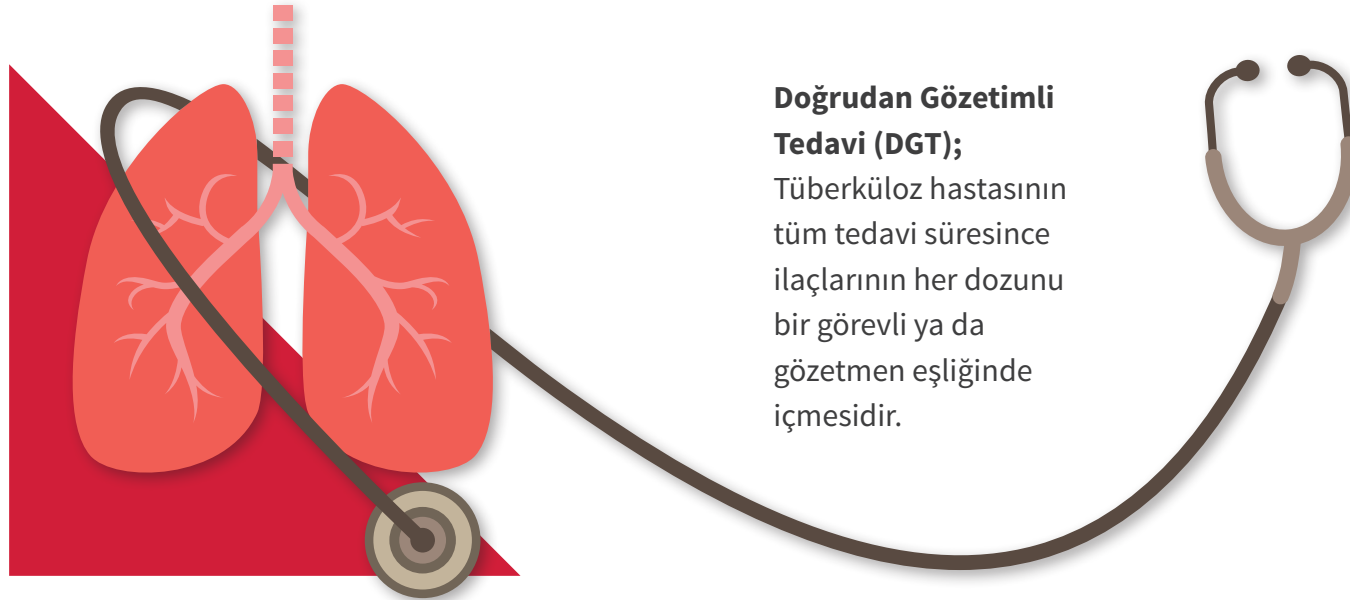 Doğrudan Gözetimli
Tedavi (DGT);
Tüberküloz hastasının
tüm tedavi süresince
ilaçlarının her dozunu
bir görevli ya da
gözetmen eşliğinde
içmesidir.